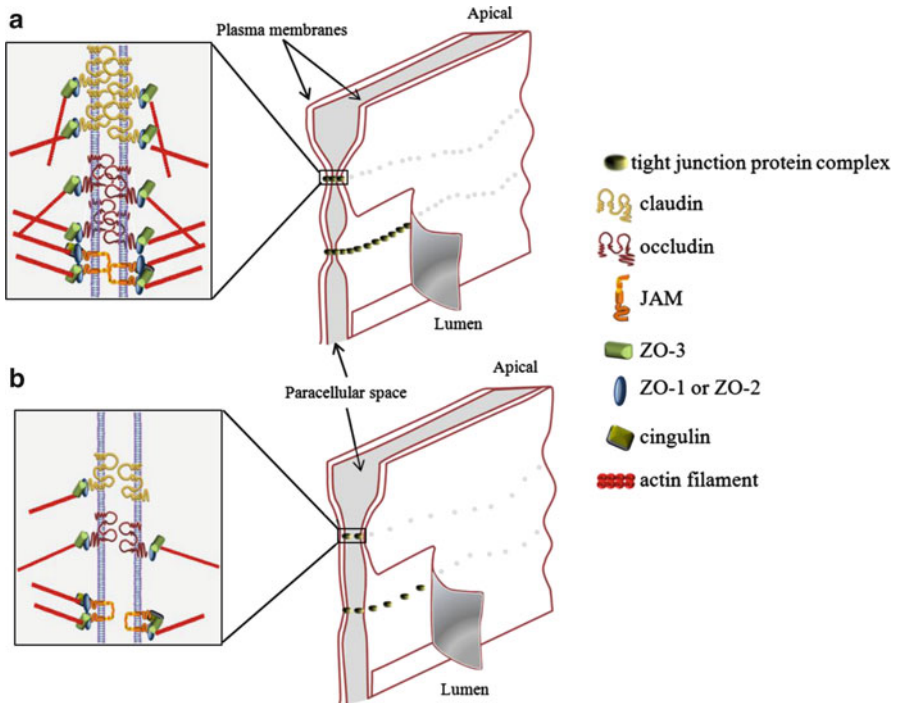 a
Plasma membranes
Apical
Lumen
Paracellular space
b
Apical
Lumen
tight junction protein complex
claudin
occludin
JAM
ZO-3
ZO-1 or ZO-2
cingulin
actin filament